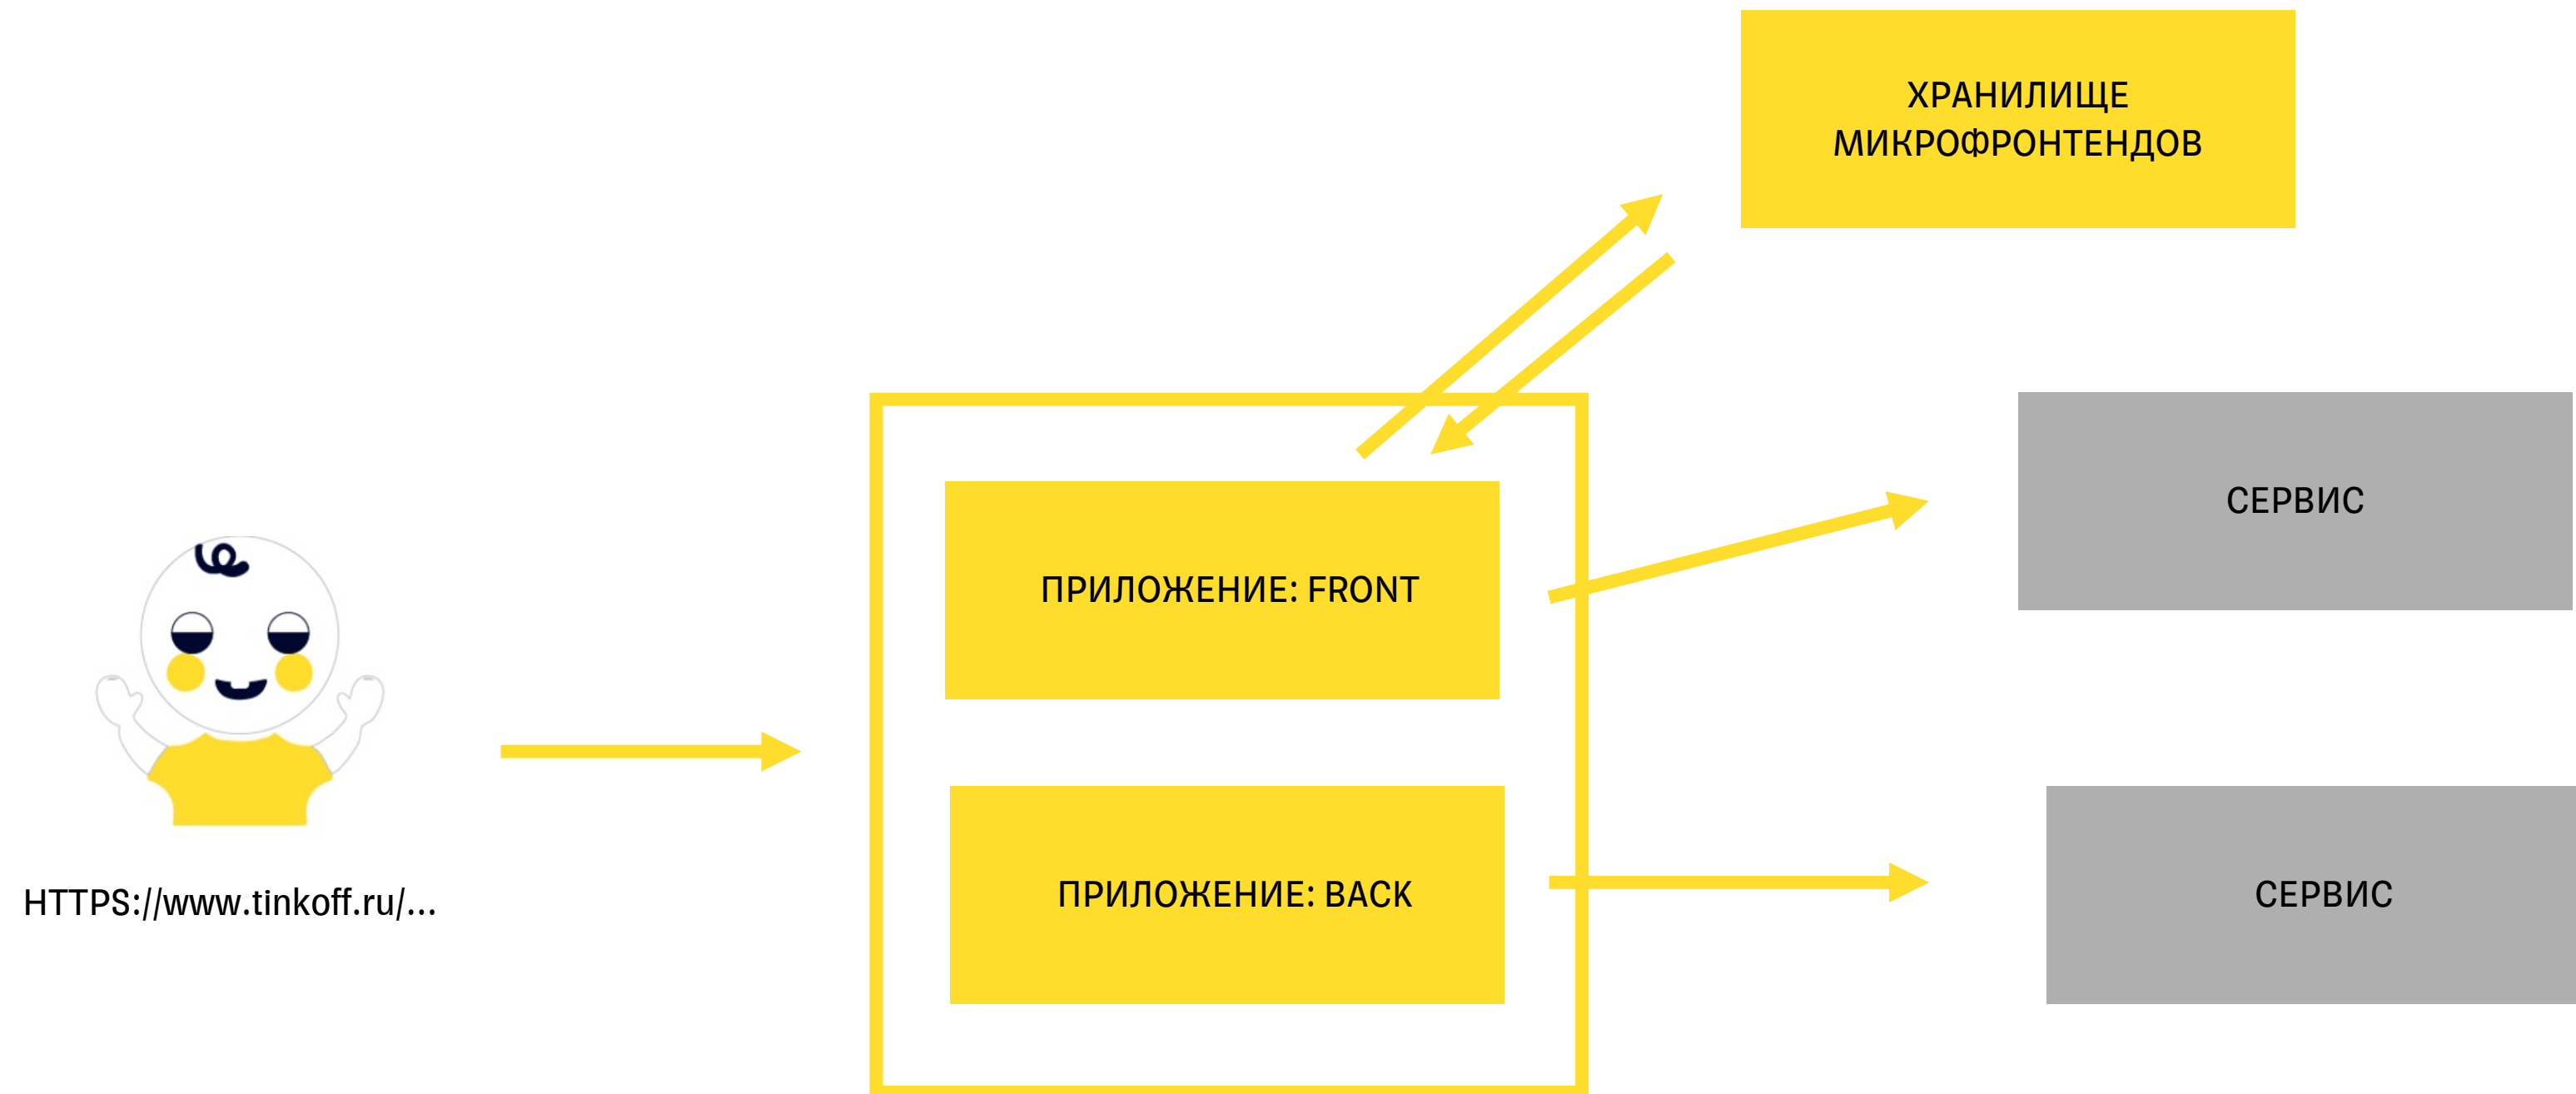 ХРАНИЛИЩЕ
МИКРОФРОНТЕНДОВ
СЕРВИС
ПРИЛОЖЕНИЕ: FRONT
ПРИЛОЖЕНИЕ: BACK
СЕРВИС
HTTPS://www.tinkoff.ru/...